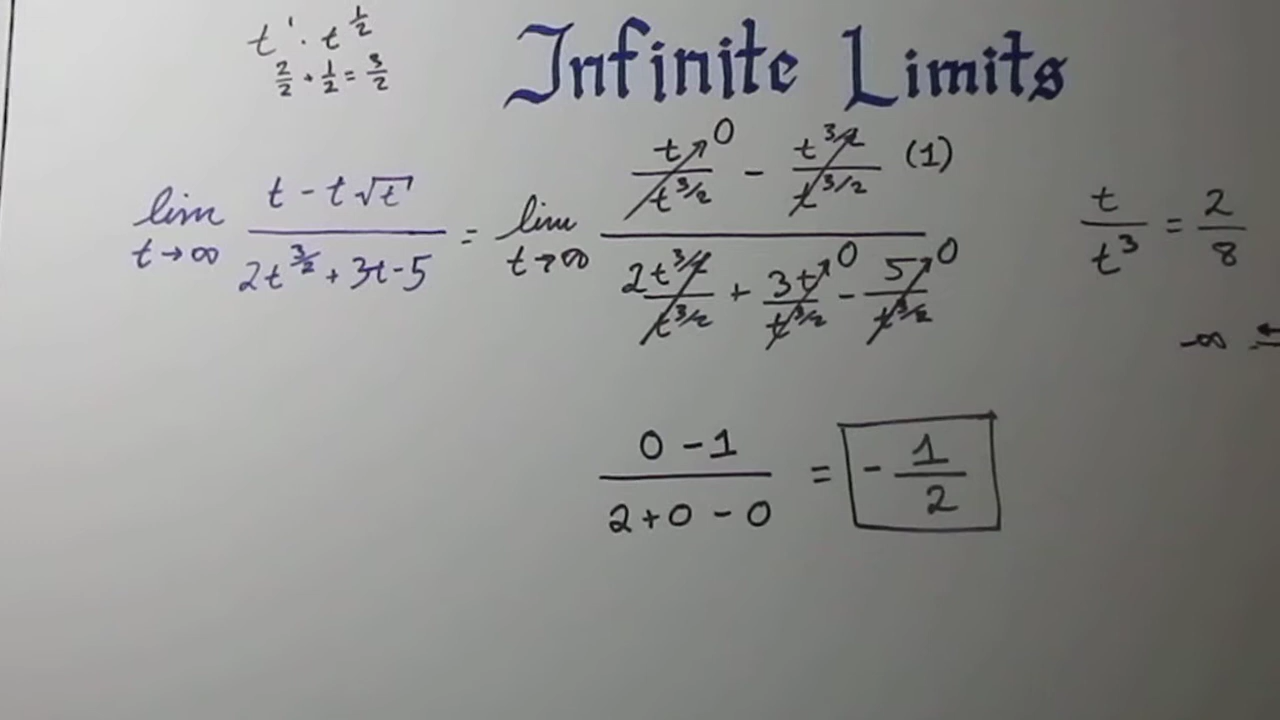 t¹ · t^½
2/2 + 1/2 = 3/2
Infinite Limits
lim t→∞ (t - t√t)/(2t^(3/2) + 3t - 5) = lim t→∞ (t/t^(3/2) → 0 - t^(3/2)/t^(3/2) (1))/(2t^(3/2)/t^(3/2) + 3t/t^(3/2) → 0 - 5/t^(3/2) → 0)
t/t³ = 2/8
-∞ ←
(0 - 1)/(2 + 0 - 0) = -1/2